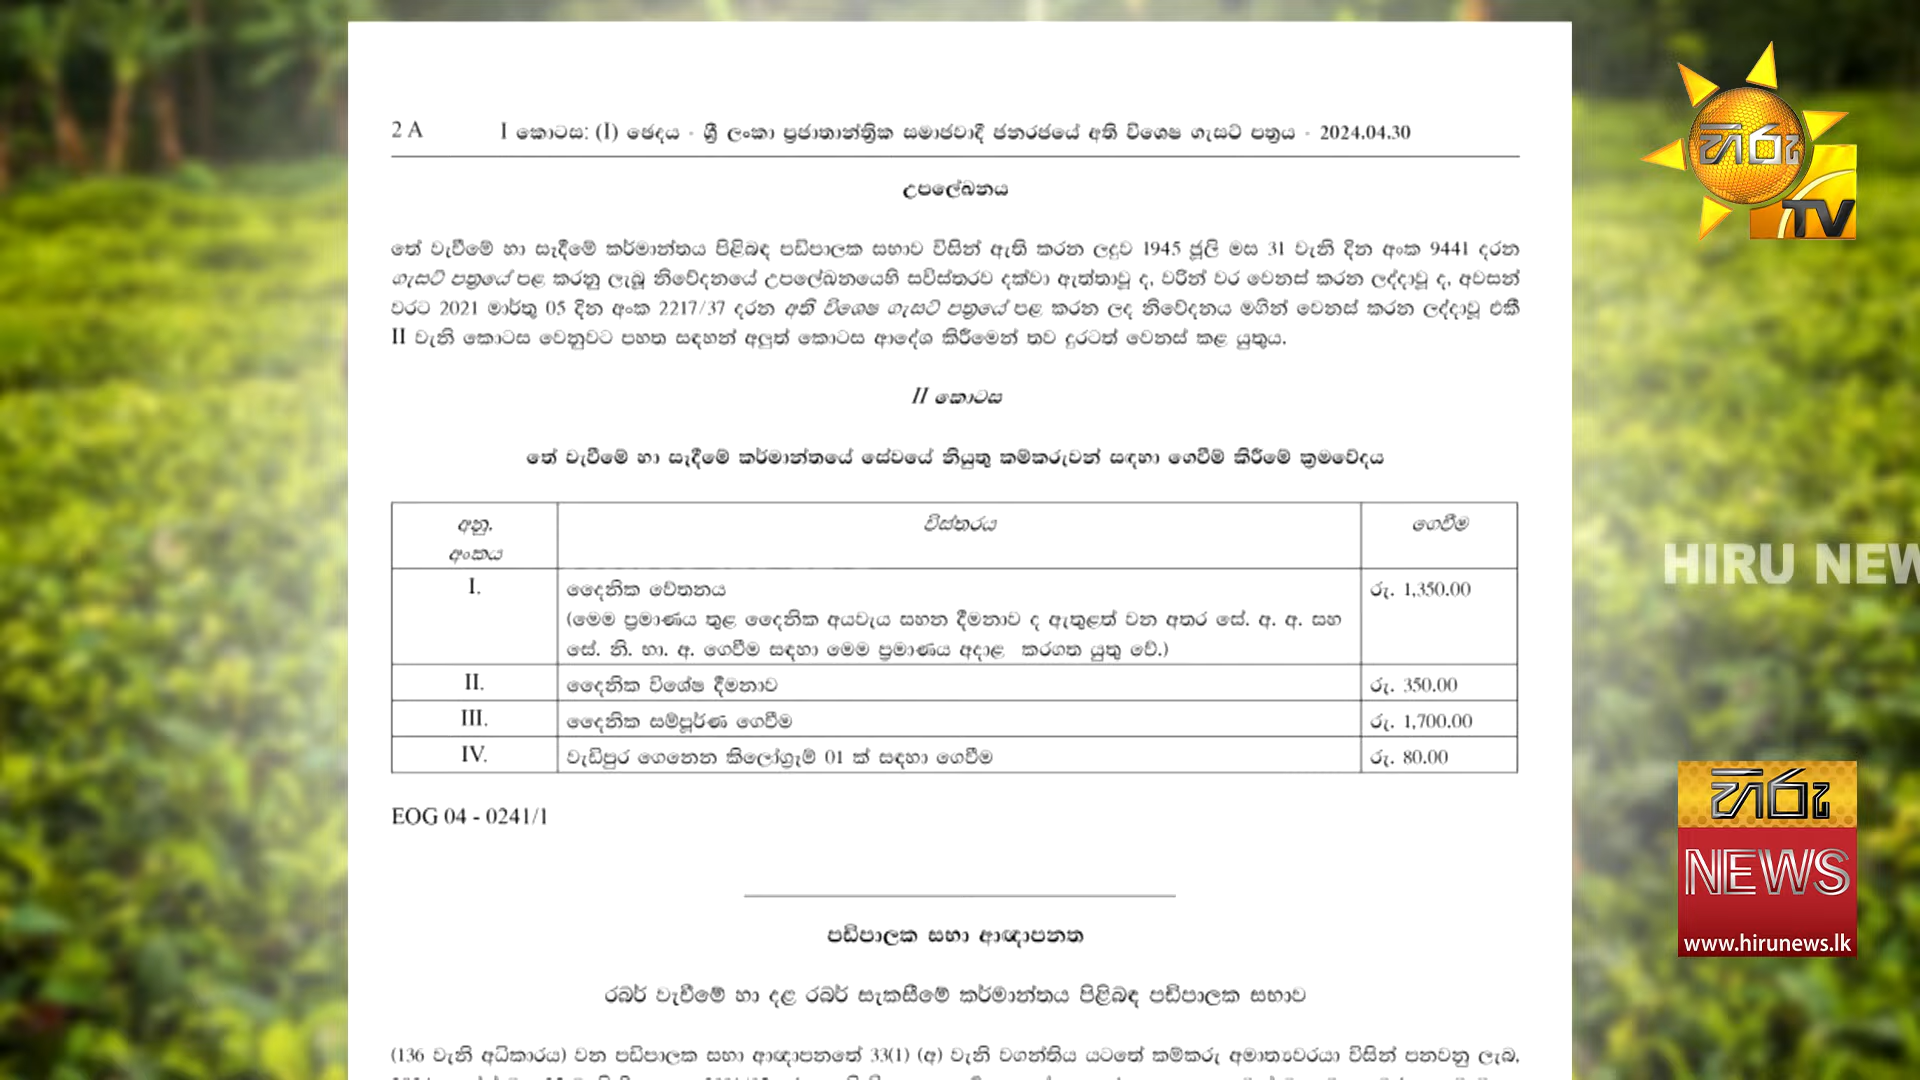 2 A I කොටස: (I) ඡෙදය - ශ්‍රී ලංකා ප්‍රජාතාන්ත්‍රික සමාජවාදී ජනරජයේ අති විශෙෂ ගැසට් පත්‍රය - 2024.04.30
උපලේඛනය
තේ වැවීමේ හා සෑදීමේ කර්මාන්තය පිළිබඳ පඩිපාලක සභාව විසින් ඇති කරන ලදුව 1945 ජූලි මස 31 වැනි දින අංක 9441 දරන
ගැසට් පත්‍රයේ පළ කරනු ලැබූ නිවේදනයේ උපලේඛනයෙහි සවිස්තරව දක්වා ඇත්තාවූ ද, වරින් වර වෙනස් කරන ලද්දාවූ ද, අවසන්
වරට 2021 මාර්තු 05 දින අංක 2217/37 දරන අති විශෙෂ ගැසට් පත්‍රයේ පළ කරන ලද නිවේදනය මගින් වෙනස් කරන ලද්දාවූ එකී
II වැනි කොටස වෙනුවට පහත සඳහන් අලුත් කොටස ආදේශ කිරීමෙන් තව දුරටත් වෙනස් කළ යුතුය.
II කොටස
තේ වැවීමේ හා සෑදීමේ කර්මාන්තයේ සේවයේ නියුතු කම්කරුවන් සඳහා ගෙවීම් කිරීමේ ක්‍රමවේදය
අනු. විස්තරය ගෙවීම
අංකය
I. දෛනික වේතනය රු. 1,350.00
(මෙම ප්‍රමාණය තුළ දෛනික අයවැය සහන දීමනාව ද ඇතුළත් වන අතර සේ. අ. අ. සහ
සේ. නි. භා. අ. ගෙවීම සඳහා මෙම ප්‍රමාණය අදාළ කරගත යුතු වේ.)
II. දෛනික විශේෂ දීමනාව රු. 350.00
III. දෛනික සම්පූර්ණ ගෙවීම රු. 1,700.00
IV. වැඩිපුර ගෙනෙන කිලෝග්‍රෑම් 01 ක් සඳහා ගෙවීම රු. 80.00
EOG 04 - 0241/1
පඩිපාලක සභා ආඥාපනත
රබර් වැවීමේ හා දළ රබර් සැකසීමේ කර්මාන්තය පිළිබඳ පඩිපාලක සභාව
(136 වැනි අධිකාරය) වන පඩිපාලක සභා ආඥාපනතේ 33(1) (අ) වැනි වගන්තිය යටතේ කම්කරු අමාත්‍යවරයා විසින් පනවනු ලැබ,
හිරු
TV
HIRU NEW
හිරු
NEWS
www.hirunews.lk